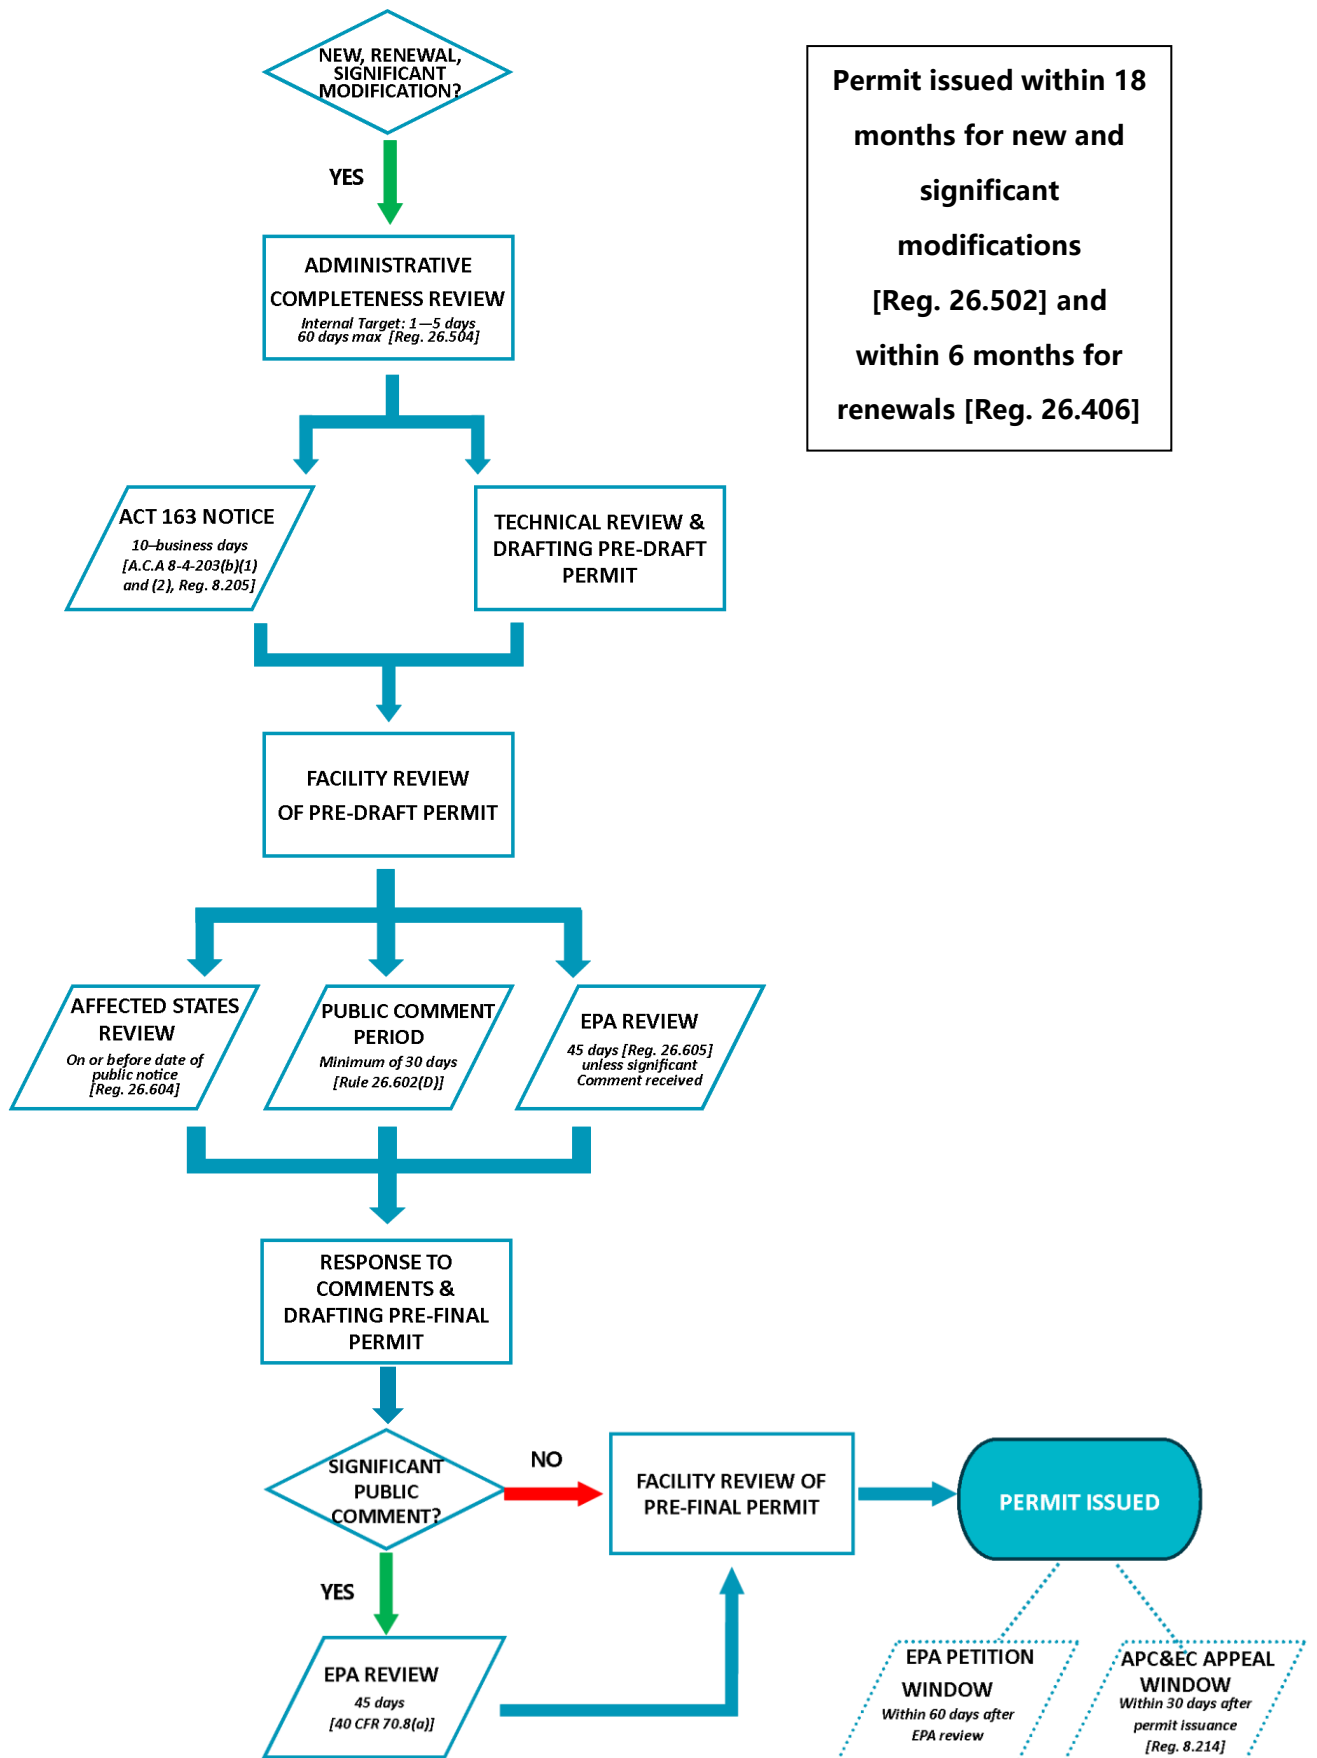 NEW, RENEWAL,
SIGNIFICANT
MODIFICATION?
Permit issued within 18
months for new and
significant
modifications
[Reg. 26.502] and
within 6 months for
renewals [Reg. 26.406]
YES
ADMINISTRATIVE
COMPLETENESS REVIEW
Internal Target: 1—5 days
60 days max [Reg. 26.504]
ACT 163 NOTICE
10–business days
[A.C.A 8-4-203(b)(1)
and (2), Reg. 8.205]
TECHNICAL REVIEW &
DRAFTING PRE-DRAFT
PERMIT
FACILITY REVIEW
OF PRE-DRAFT PERMIT
AFFECTED STATES
REVIEW
On or before date of
public notice
[Reg. 26.604]
PUBLIC COMMENT
PERIOD
Minimum of 30 days
[Rule 26.602(D)]
EPA REVIEW
45 days [Reg. 26.605]
unless significant
Comment received
RESPONSE TO
COMMENTS &
DRAFTING PRE-FINAL
PERMIT
SIGNIFICANT
PUBLIC
COMMENT?
NO
FACILITY REVIEW OF
PRE-FINAL PERMIT
PERMIT ISSUED
YES
EPA REVIEW
45 days
[40 CFR 70.8(a)]
EPA PETITION
WINDOW
Within 60 days after
EPA review
APC&EC APPEAL
WINDOW
Within 30 days after
permit issuance
[Reg. 8.214]